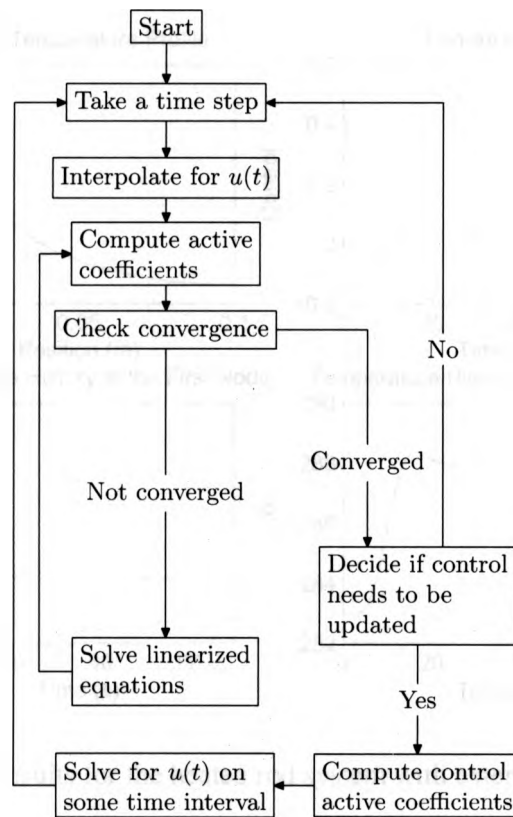 Start
Take a time step
Interpolate for u(t)
Compute active
coefficients
Check convergence
No
Converged
Not converged
Decide if control
needs to be
updated
Solve linearized
equations
Yes
Solve for u(t) on
some time interval
Compute control
active coefficients